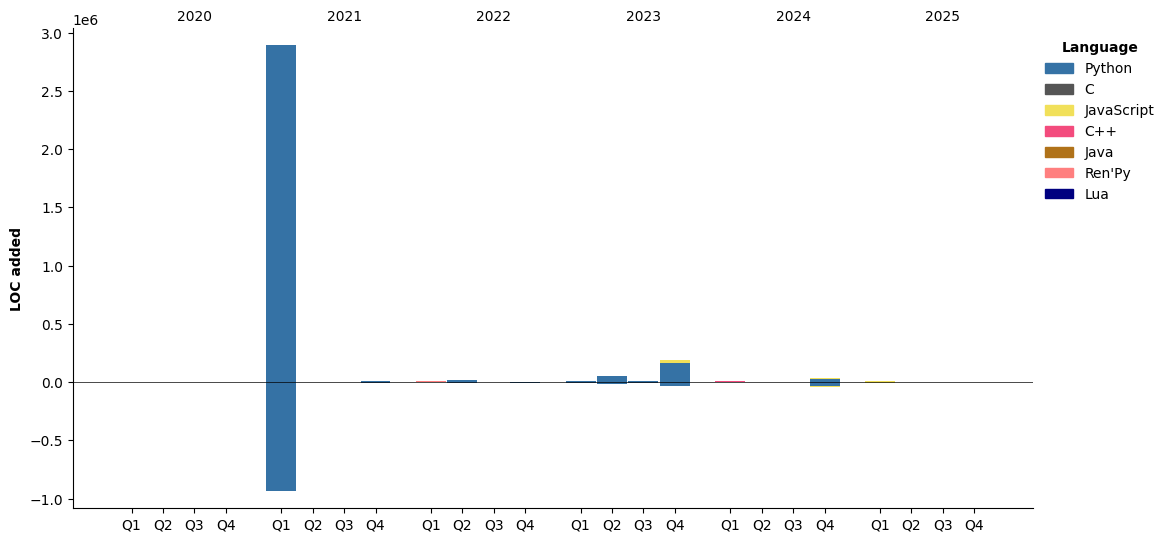 1e6
2020 2021 2022 2023 2024 2025
3.0
2.5
2.0
1.5
1.0
0.5
0.0
−0.5
−1.0
LOC added
Q1 Q2 Q3 Q4 Q1 Q2 Q3 Q4 Q1 Q2 Q3 Q4 Q1 Q2 Q3 Q4 Q1 Q2 Q3 Q4 Q1 Q2 Q3 Q4
Language
Python
C
JavaScript
C++
Java
Ren'Py
Lua